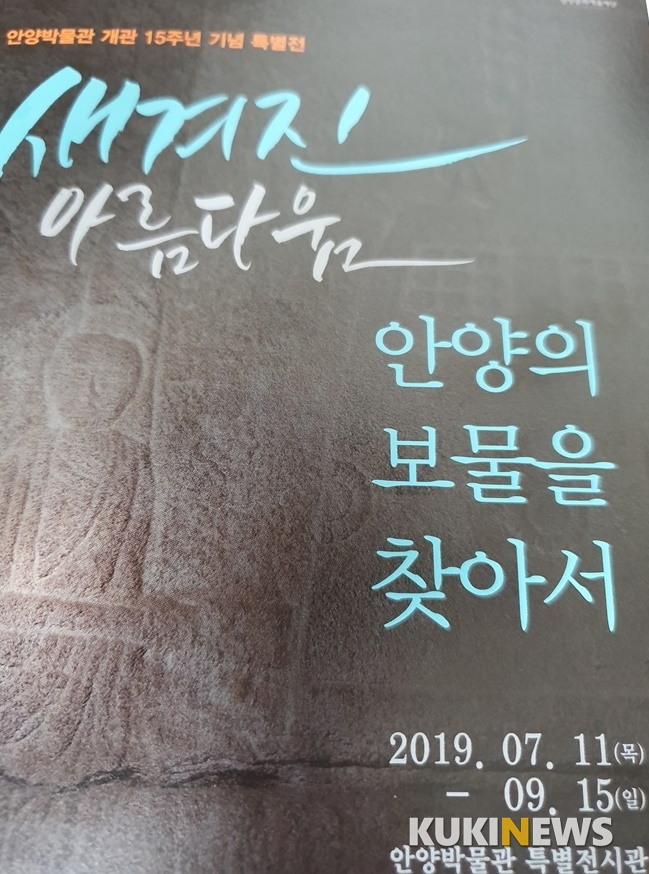 안양박물관 개관 15주년 기념 특별전
새겨진
아름다움
안양의
보물을
찾아서
2019. 07. 11(목)
- 09. 15(일)
KUKINEWS
안양박물관 특별전시관